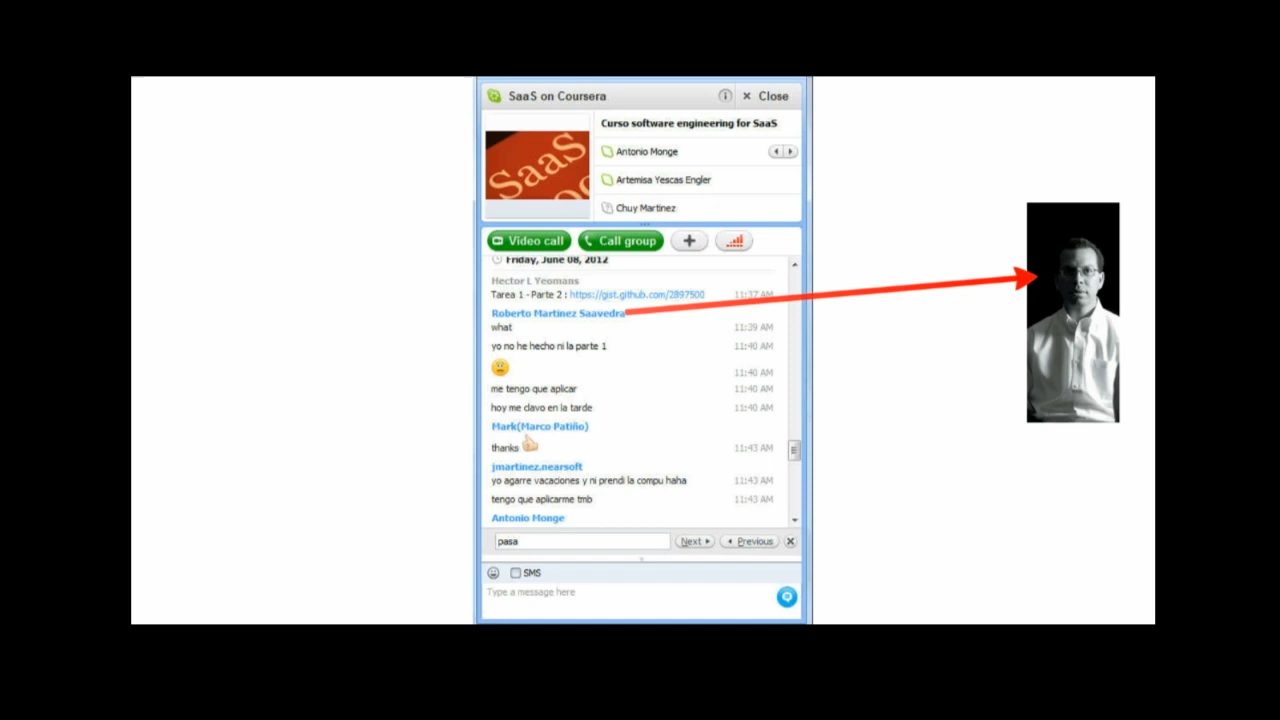 SaaS on Coursera
Close
Curso software engineering for SaaS
SaaS
Antonio Monge
Artemisa Yescas Engler
Chuy Martinez
Video call
Call group
Friday, June 08, 2012
Hector L Yeomans
Tarea 1 - Parte 2 : https://gist.github.com/2897500 11:37 AM
Roberto Martinez Saavedra
what 11:39 AM
yo no he hecho ni la parte 1 11:40 AM
11:40 AM
me tengo que aplicar 11:40 AM
hoy me clavo en la tarde 11:40 AM
Mark(Marco Patiño)
thanks 11:43 AM
jmartinez.nearsoft
yo agarre vacaciones y ni prendi la compu haha 11:43 AM
tengo que aplicarme tmb 11:43 AM
Antonio Monge
pasa Next Previous
SMS
Type a message here